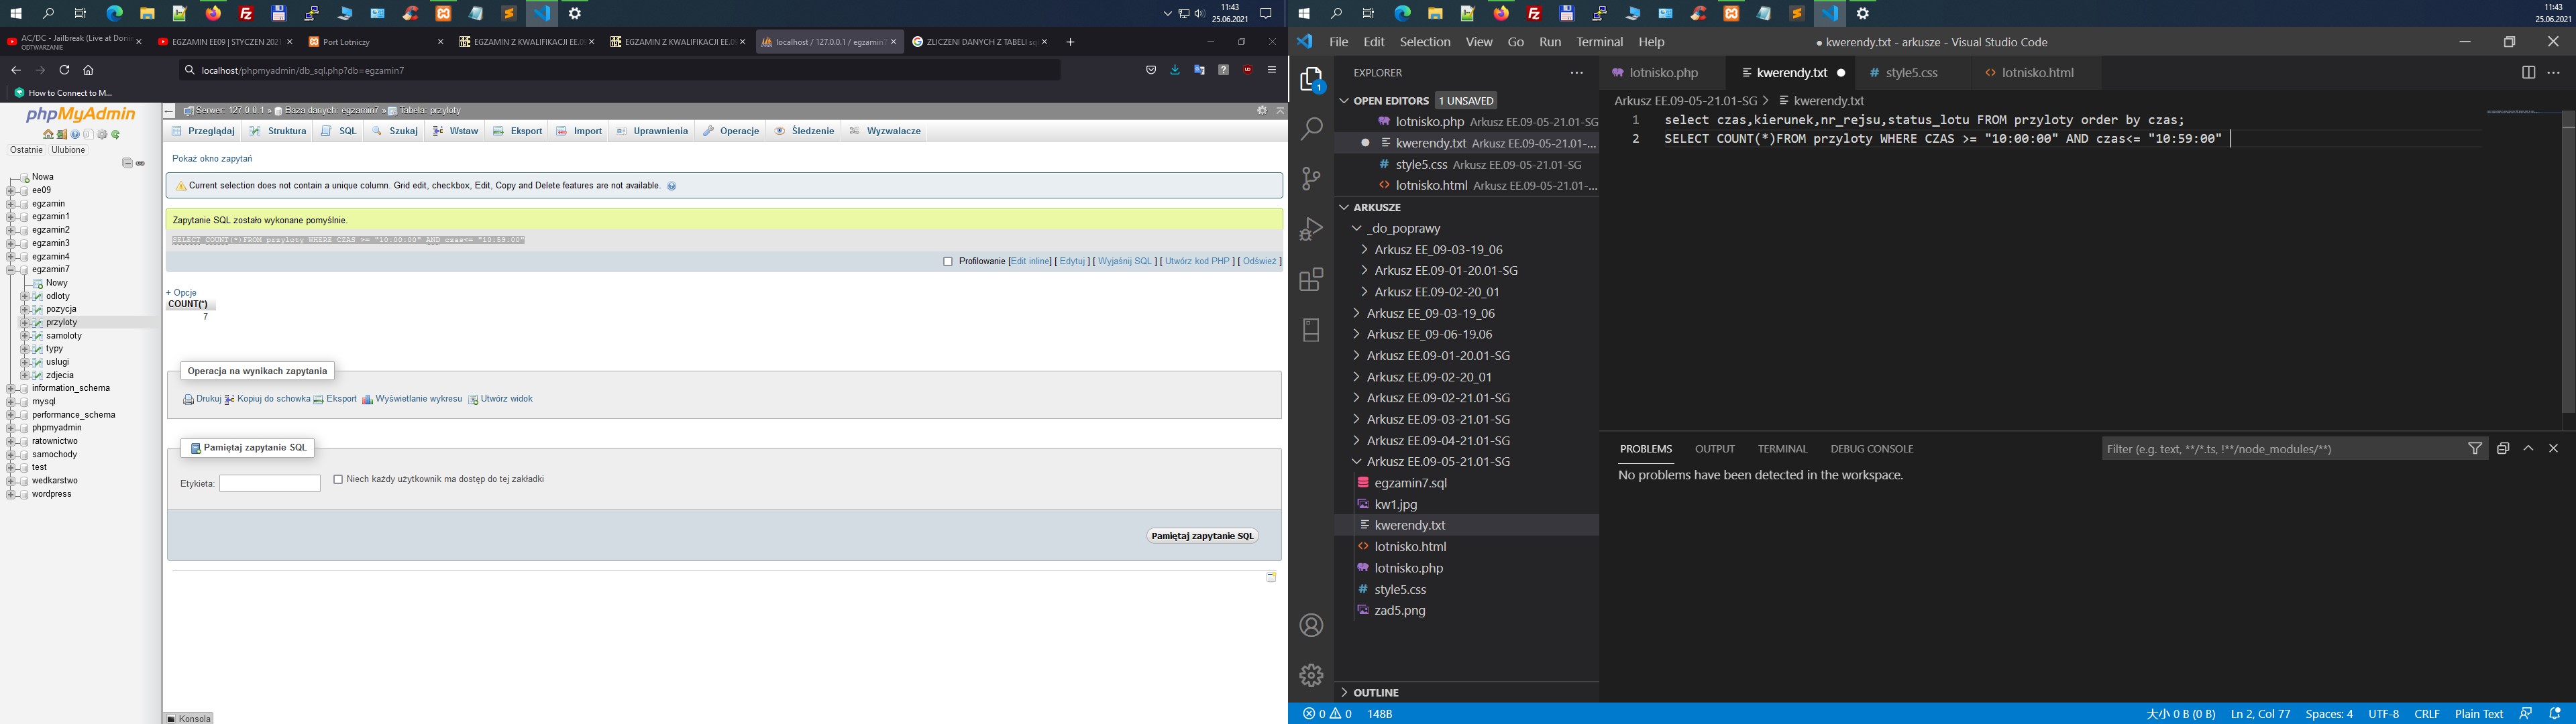 11:43
25.06.2021
AC/DC - Jailbreak (Live at Doni
ODTWARZANIE
EGZAMIN EE09 | STYCZEN 2021
Port Lotniczy
EGZAMIN Z KWALIFIKACJI EE.09
EGZAMIN Z KWALIFIKACJI EE.09
localhost / 127.0.0.1 / egzamin7
ZLICZENI DANYCH Z TABELI sq
localhost/phpmyadmin/db_sql.php?db=egzamin7
How to Connect to M...
phpMyAdmin
Ostatnie Ulubione
Nowa
ee09
egzamin
egzamin1
egzamin2
egzamin3
egzamin4
egzamin7
Nowy
odloty
pozycja
przyloty
samoloty
typy
uslugi
zdjecia
information_schema
mysql
performance_schema
phpmyadmin
ratownictwo
samochody
test
wedkarstwo
wordpress
Serwer: 127.0.0.1 » Baza danych: egzamin7 » Tabela: przyloty
Przeglądaj Struktura SQL Szukaj Wstaw Eksport Import Uprawnienia Operacje Śledzenie Wyzwalacze
Pokaż okno zapytań
Current selection does not contain a unique column. Grid edit, checkbox, Edit, Copy and Delete features are not available.
Zapytanie SQL zostało wykonane pomyślnie.
SELECT COUNT(*)FROM przyloty WHERE CZAS >= "10:00:00" AND czas<= "10:59:00"
Profilowanie [Edit inline] [ Edytuj ] [ Wyjaśnij SQL ] [ Utwórz kod PHP ] [ Odśwież ]
+ Opcje
COUNT(*)
7
Operacja na wynikach zapytania
Drukuj Kopiuj do schowka Eksport Wyświetlanie wykresu Utwórz widok
Pamiętaj zapytanie SQL
Etykieta: Niech każdy użytkownik ma dostęp do tej zakładki
Pamiętaj zapytanie SQL
Konsola
11:43
25.06.2021
File Edit Selection View Go Run Terminal Help
● kwerendy.txt - arkusze - Visual Studio Code
EXPLORER
OPEN EDITORS 1 UNSAVED
lotnisko.php Arkusz EE.09-05-21.01-SG
kwerendy.txt Arkusz EE.09-05-21.01-...
style5.css Arkusz EE.09-05-21.01-SG
lotnisko.html Arkusz EE.09-05-21.01-...
ARKUSZE
_do_poprawy
Arkusz EE_09-03-19_06
Arkusz EE.09-01-20.01-SG
Arkusz EE.09-02-20_01
Arkusz EE_09-03-19_06
Arkusz EE_09-06-19.06
Arkusz EE.09-01-20.01-SG
Arkusz EE.09-02-20_01
Arkusz EE.09-02-21.01-SG
Arkusz EE.09-03-21.01-SG
Arkusz EE.09-04-21.01-SG
Arkusz EE.09-05-21.01-SG
egzamin7.sql
kw1.jpg
kwerendy.txt
lotnisko.html
lotnisko.php
style5.css
zad5.png
OUTLINE
lotnisko.php kwerendy.txt style5.css lotnisko.html
Arkusz EE.09-05-21.01-SG > kwerendy.txt
1 select czas,kierunek,nr_rejsu,status_lotu FROM przyloty order by czas;
2 SELECT COUNT(*)FROM przyloty WHERE CZAS >= "10:00:00" AND czas<= "10:59:00"
PROBLEMS OUTPUT TERMINAL DEBUG CONSOLE
Filter (e.g. text, **/*.ts, !**/node_modules/**)
No problems have been detected in the workspace.
0 0 148B
大小 0 B (0 B) Ln 2, Col 77 Spaces: 4 UTF-8 CRLF Plain Text